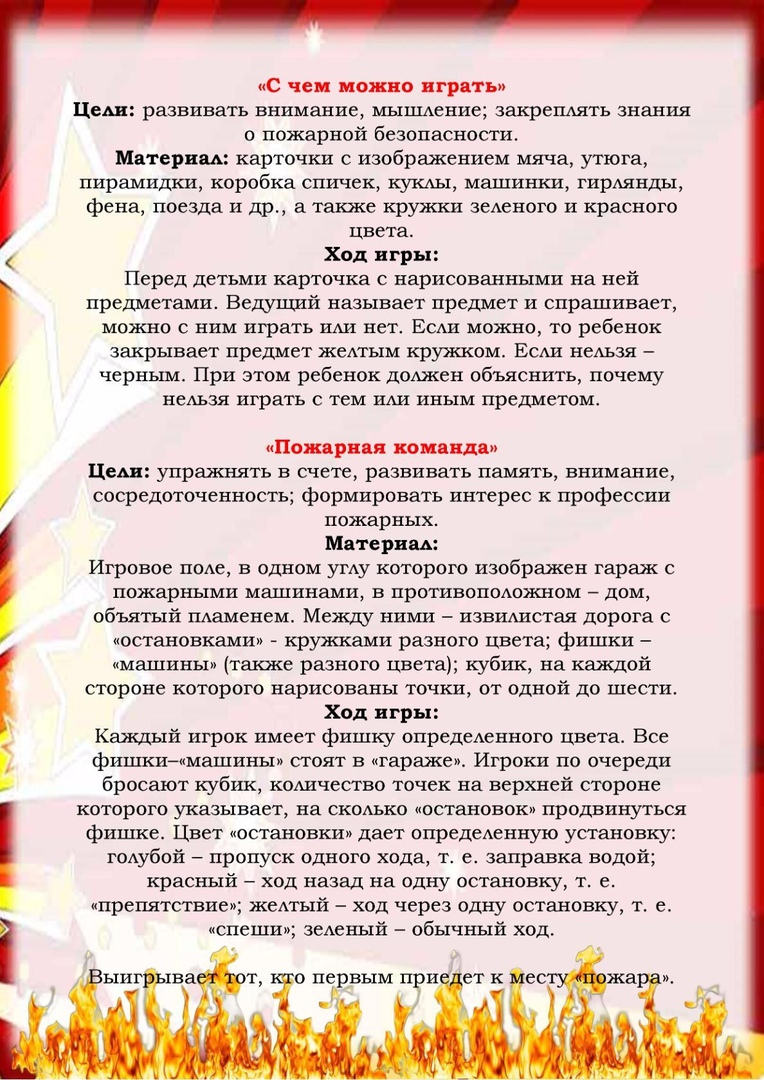 «С чем можно играть»
Цели: развивать внимание, мышление; закреплять знания
о пожарной безопасности.
Материал: карточки с изображением мяча, утюга,
пирамидки, коробка спичек, куклы, машинки, гирлянды,
фена, поезда и др., а также кружки зеленого и красного
цвета.
Ход игры:
Перед детьми карточка с нарисованными на ней
предметами. Ведущий называет предмет и спрашивает,
можно с ним играть или нет. Если можно, то ребенок
закрывает предмет желтым кружком. Если нельзя –
черным. При этом ребенок должен объяснить, почему
нельзя играть с тем или иным предметом.
«Пожарная команда»
Цели: упражнять в счете, развивать память, внимание,
сосредоточенность; формировать интерес к профессии
пожарных.
Материал:
Игровое поле, в одном углу которого изображен гараж с
пожарными машинами, в противоположном – дом,
объятый пламенем. Между ними – извилистая дорога с
«остановками» - кружками разного цвета; фишки –
«машины» (также разного цвета); кубик, на каждой
стороне которого нарисованы точки, от одной до шести.
Ход игры:
Каждый игрок имеет фишку определенного цвета. Все
фишки–«машины» стоят в «гараже». Игроки по очереди
бросают кубик, количество точек на верхней стороне
которого указывает, на сколько «остановок» продвинуться
фишке. Цвет «остановки» дает определенную установку:
голубой – пропуск одного хода, т. е. заправка водой;
красный – ход назад на одну остановку, т. е.
«препятствие»; желтый – ход через одну остановку, т. е.
«спеши»; зеленый – обычный ход.
Выигрывает тот, кто первым приедет к месту «пожара».